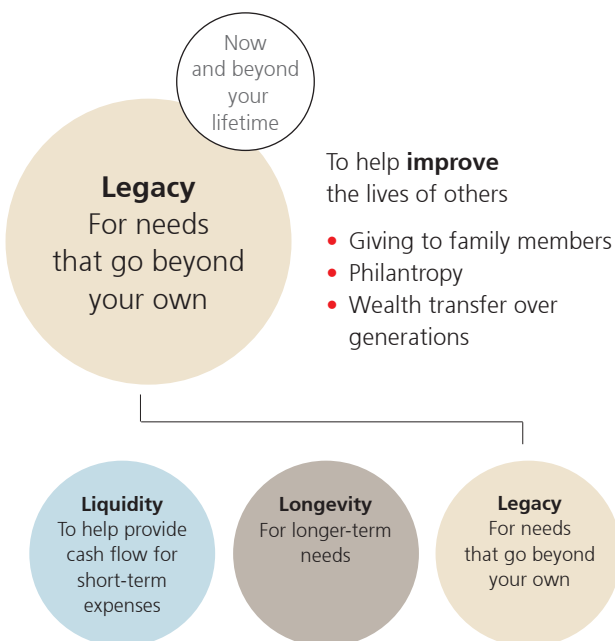 Now
and beyond
your
lifetime
Legacy
For needs
that go beyond
your own
To help improve
the lives of others
• Giving to family members
• Philantropy
• Wealth transfer over
generations
Liquidity
To help provide
cash flow for
short-term
expenses
Longevity
For longer-term
needs
Legacy
For needs
that go beyond
your own